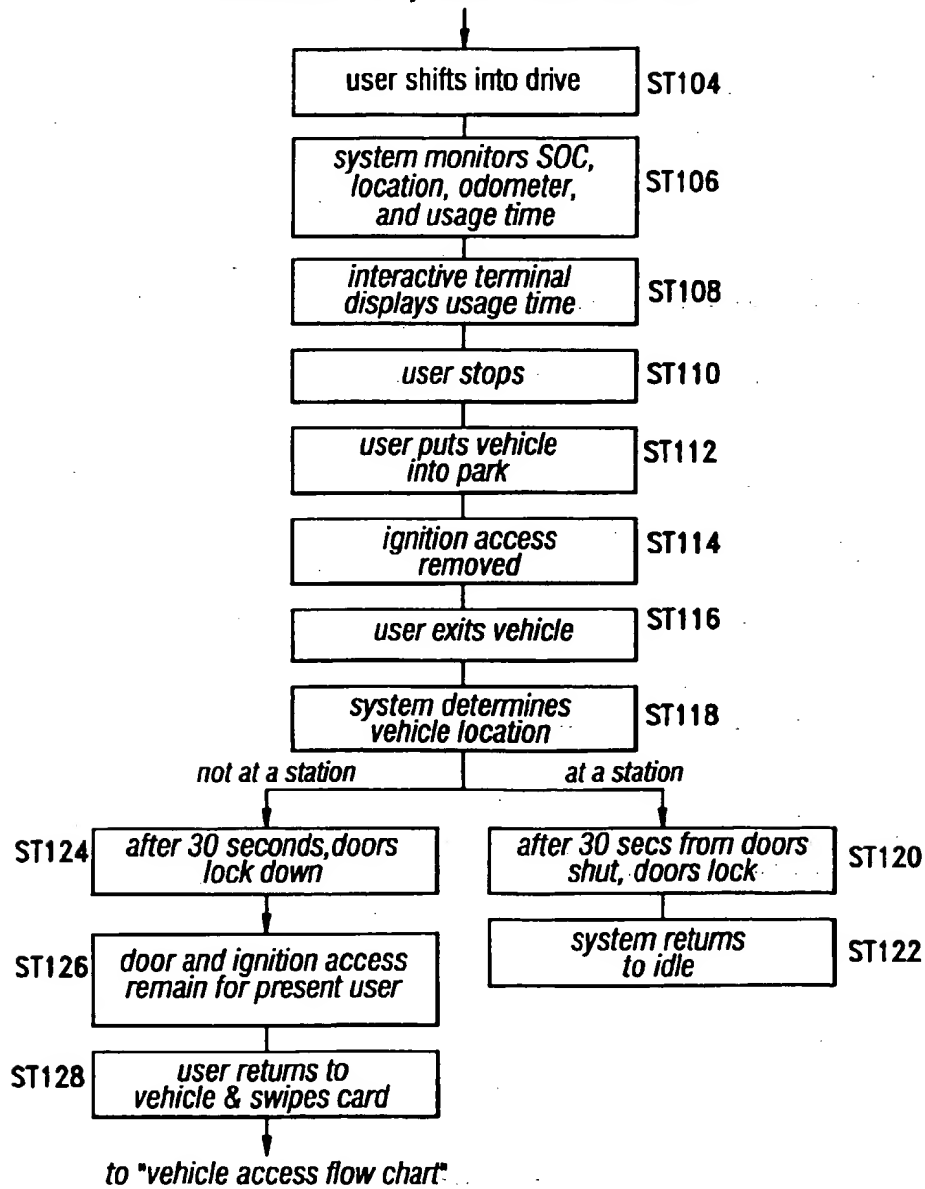 user shifts into drive ST104
system monitors SOC,
location, odometer,
and usage time
ST106
interactive terminal
displays usage time
ST108
user stops ST110
user puts vehicle
into park
ST112
ignition access
removed
ST114
user exits vehicle ST116
system determines
vehicle location
ST118
not at a station
at a station
ST124
after 30 seconds,doors
lock down
after 30 secs from doors
shut, doors lock
ST120
ST126
door and ignition access
remain for present user
system returns
to idle
ST122
ST128
user returns to
vehicle & swipes card
to "vehicle access flow chart"